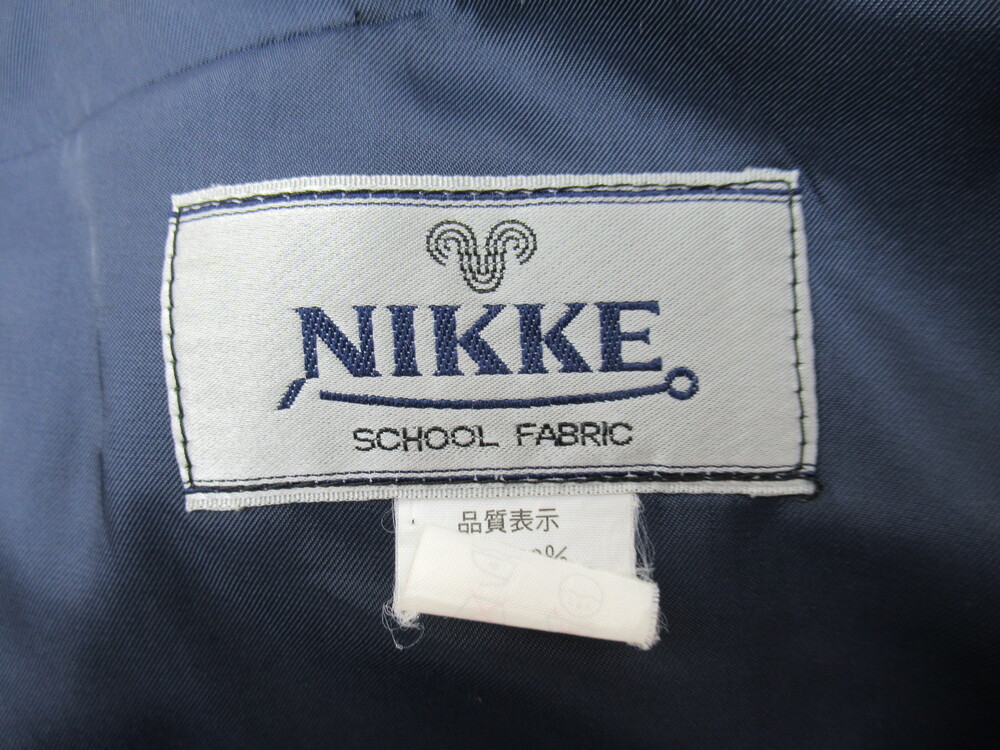 NIKKE
SCHOOL FABRIC
品質表示